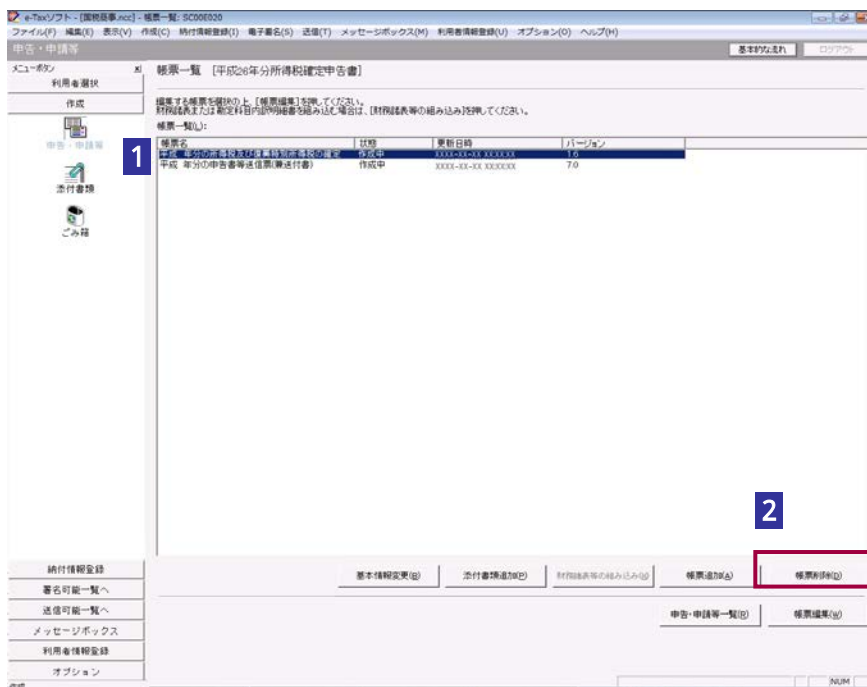 e-Taxソフト - [国税商事.ncc] - 帳票一覧: SC00E020
ファイル(F) 編集(E) 表示(V) 作成(C) 納付情報登録(I) 電子署名(S) 送信(T) メッセージボックス(M) 利用者情報登録(U) オプション(O) ヘルプ(H)
申告・申請等 基本的な流れ ログアウト
メニューボタン x
利用者選択
作成
申告・申請等
添付書類
ごみ箱
帳票一覧 [平成26年分所得税確定申告書]
編集する帳票を選択の上、[帳票編集]を押してください。
財務諸表または勘定科目内訳明細書を組み込む場合は、[財務諸表等の組み込み]を押してください。
帳票一覧(L):
1
帳票名 状態 更新日時 バージョン
平成 年分の所得税及び復興特別所得税の確定 作成中 XXXX-XX-XX XXXXXX 1.6
平成 年分の申告書等送信票(兼送付書) 作成中 XXXX-XX-XX XXXXXX 7.0
2
基本情報変更(B) 添付書類追加(P) 財務諸表等の組み込み 帳票追加(A) 帳票削除(D)
申告・申請等一覧(R) 帳票編集(W)
納付情報登録
署名可能一覧へ
送信可能一覧へ
メッセージボックス
利用者情報登録
オプション
作成
NUM